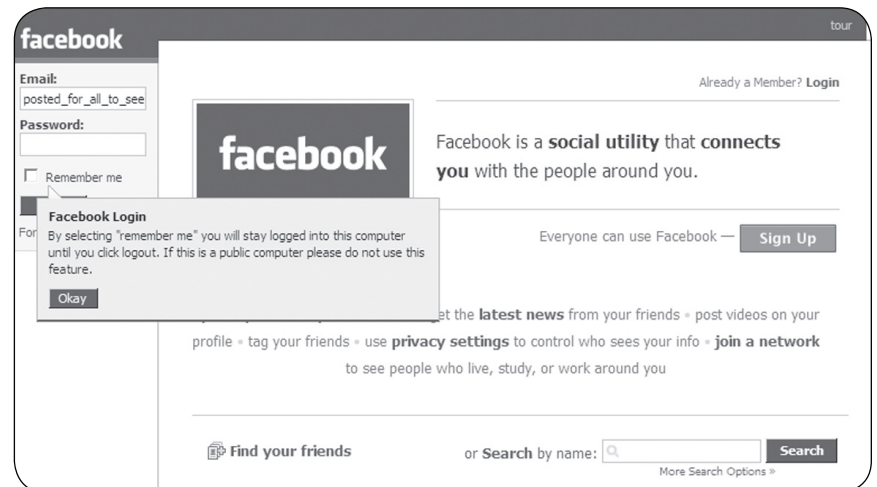 tour
facebook
Email:
posted_for_all_to_see
Password:
Remember me
For
Facebook Login
By selecting "remember me" you will stay logged into this computer
until you click logout. If this is a public computer please do not use this
feature.
Okay
Already a Member? Login
facebook
Facebook is a social utility that connects
you with the people around you.
Everyone can use Facebook — Sign Up
the latest news from your friends • post videos on your
profile • tag your friends • use privacy settings to control who sees your info • join a network
to see people who live, study, or work around you
Find your friends
or Search by name: Search
More Search Options »